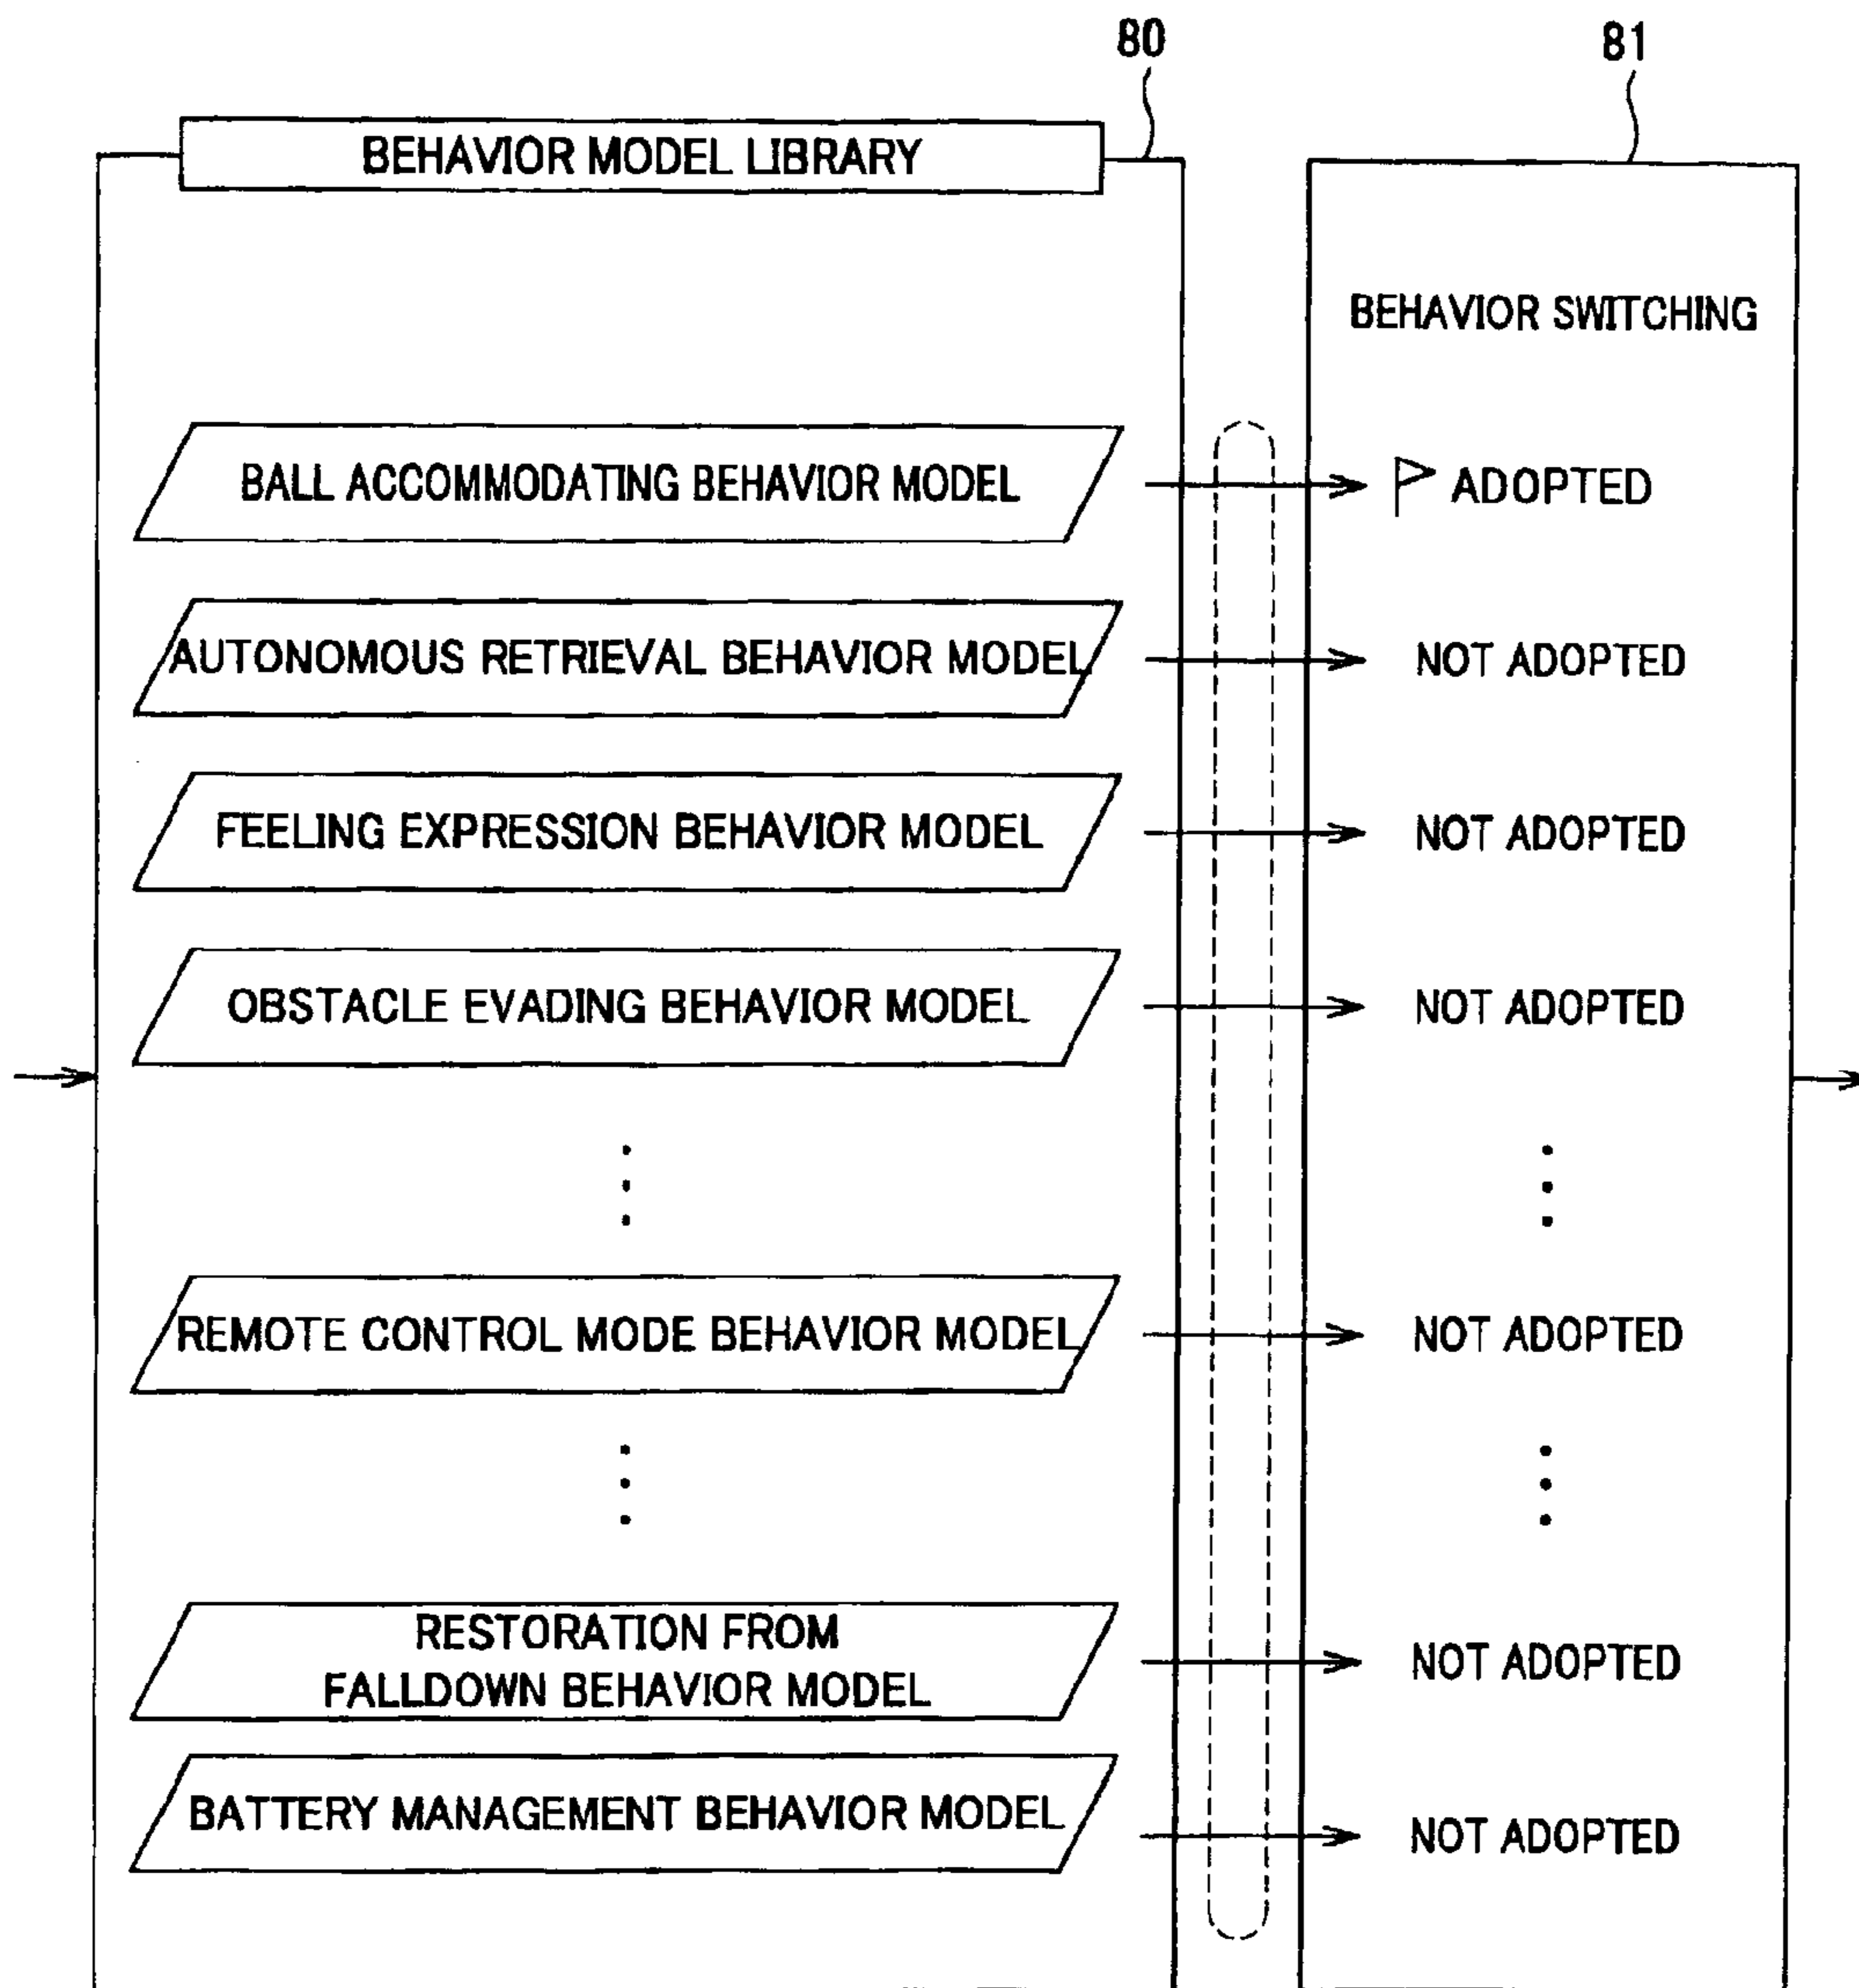 80
81
BEHAVIOR MODEL LIBRARY
BEHAVIOR SWITCHING
BALL ACCOMMODATING BEHAVIOR MODEL
ADOPTED
AUTONOMOUS RETRIEVAL BEHAVIOR MODEL
NOT ADOPTED
FEELING EXPRESSION BEHAVIOR MODEL
NOT ADOPTED
OBSTACLE EVADING BEHAVIOR MODEL
NOT ADOPTED
REMOTE CONTROL MODE BEHAVIOR MODEL
NOT ADOPTED
RESTORATION FROM
FALLDOWN BEHAVIOR MODEL
NOT ADOPTED
BATTERY MANAGEMENT BEHAVIOR MODEL
NOT ADOPTED